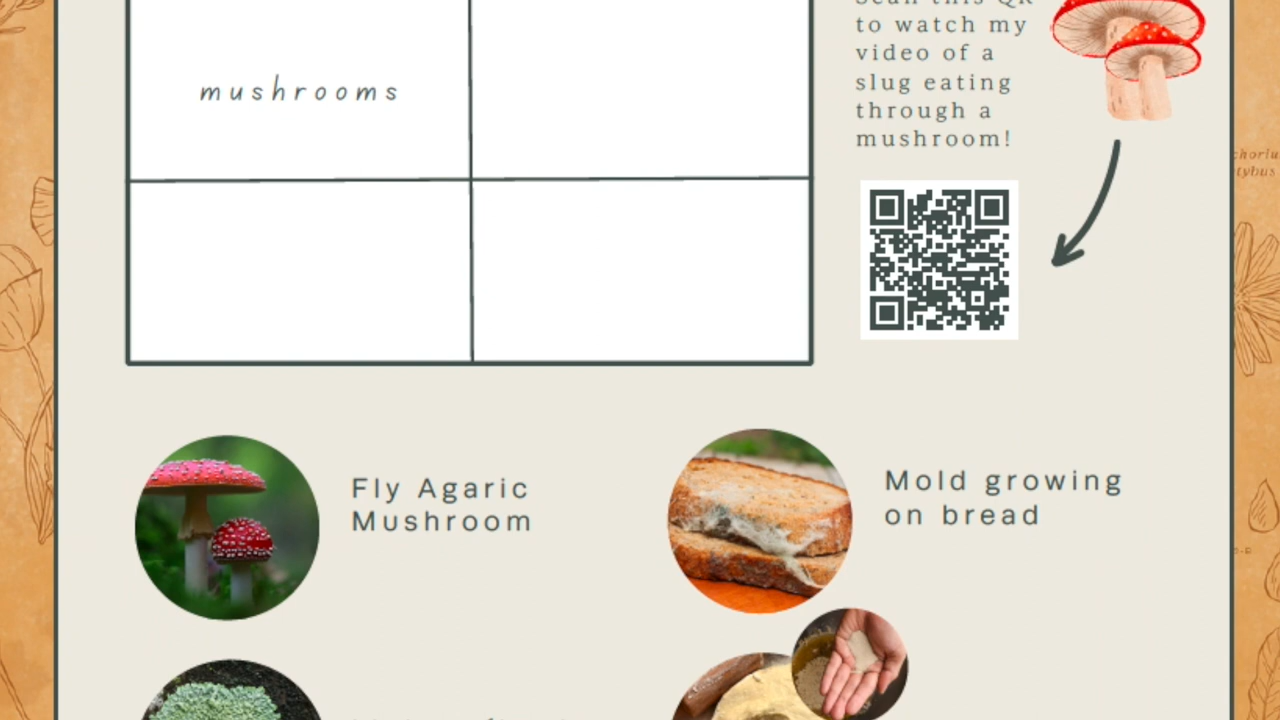 mushrooms
to watch my
video of a
slug eating
through a
mushroom!
Fly Agaric
Mushroom
Mold growing
on bread